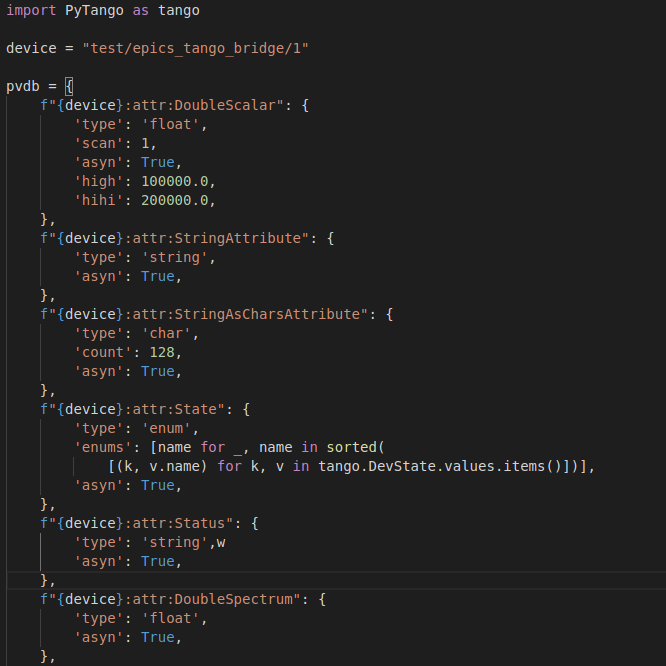 import PyTango as tango
device = "test/epics_tango_bridge/1"
pvdb = {
f"{device}:attr:DoubleScalar": {
'type': 'float',
'scan': 1,
'asyn': True,
'high': 100000.0,
'hihi': 200000.0,
},
f"{device}:attr:StringAttribute": {
'type': 'string',
'asyn': True,
},
f"{device}:attr:StringAsCharsAttribute": {
'type': 'char',
'count': 128,
'asyn': True,
},
f"{device}:attr:State": {
'type': 'enum',
'enums': [name for _, name in sorted(
[(k, v.name) for k, v in tango.DevState.values.items()])],
'asyn': True,
},
f"{device}:attr:Status": {
'type': 'string',w
'asyn': True,
},
f"{device}:attr:DoubleSpectrum": {
'type': 'float',
'asyn': True,
},